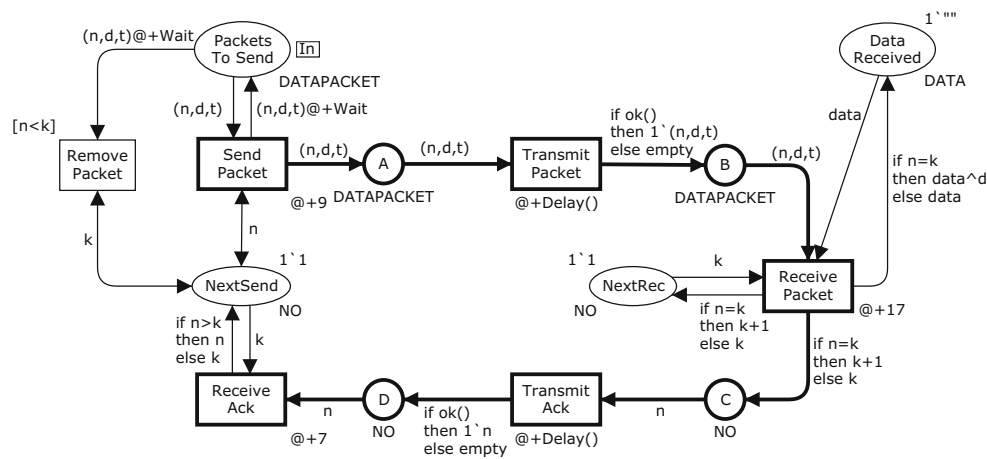 1`""
(n,d,t)@+Wait
Packets
To Send
In
DATAPACKET
Data
Received
DATA
(n,d,t)
(n,d,t)@+Wait
data
[n<k]
Remove
Packet
Send
Packet
@+9
(n,d,t)
A
DATAPACKET
(n,d,t)
Transmit
Packet
@+Delay()
if ok()
then 1`(n,d,t)
else empty
B
DATAPACKET
(n,d,t)
if n=k
then data^d
else data
k
n
1`1
NextSend
NO
1`1
NextRec
NO
k
if n=k
then k+1
else k
Receive
Packet
@+17
if n>k
then n
else k
k
if n=k
then k+1
else k
Receive
Ack
@+7
n
D
NO
if ok()
then 1`n
else empty
Transmit
Ack
@+Delay()
n
C
NO